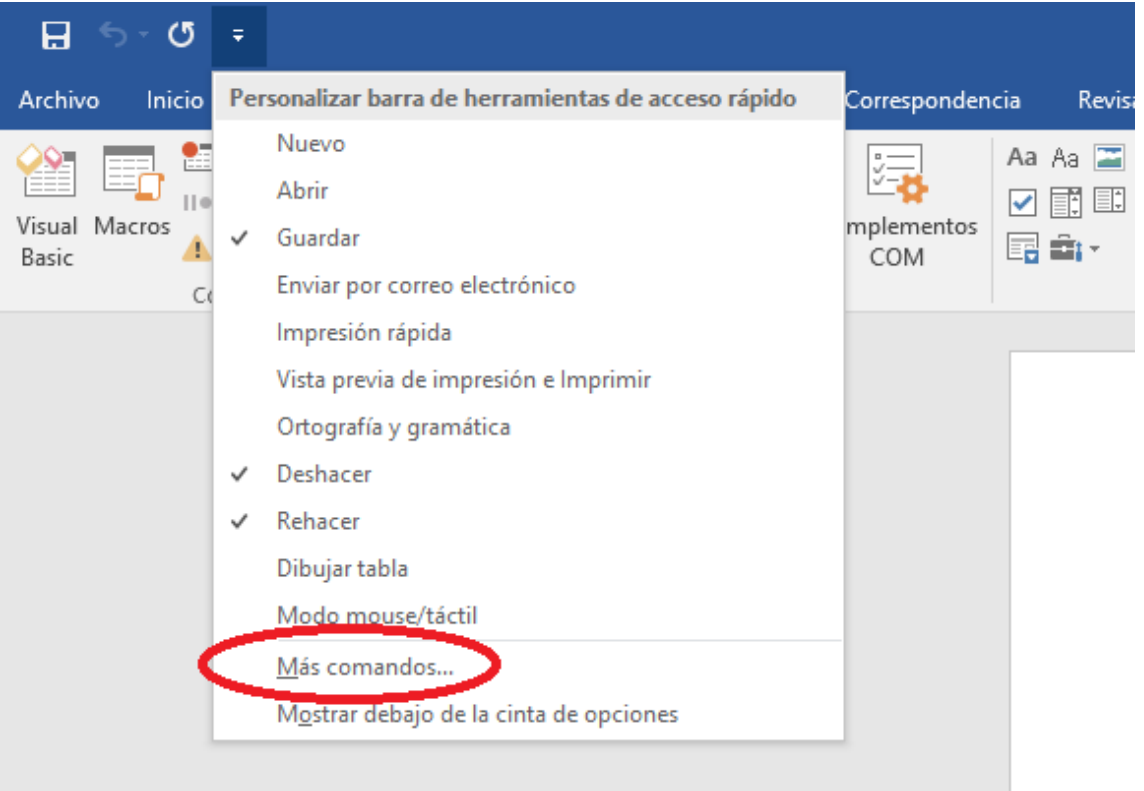 Archivo Inicio Correspondencia
Personalizar barra de herramientas de acceso rápido
Nuevo
Abrir
Guardar
Enviar por correo electrónico
Impresión rápida
Vista previa de impresión e Imprimir
Ortografía y gramática
Deshacer
Rehacer
Dibujar tabla
Modo mouse/táctil
Más comandos...
Mostrar debajo de la cinta de opciones
Visual Basic
Macros
mplementos
COM
Aa Aa